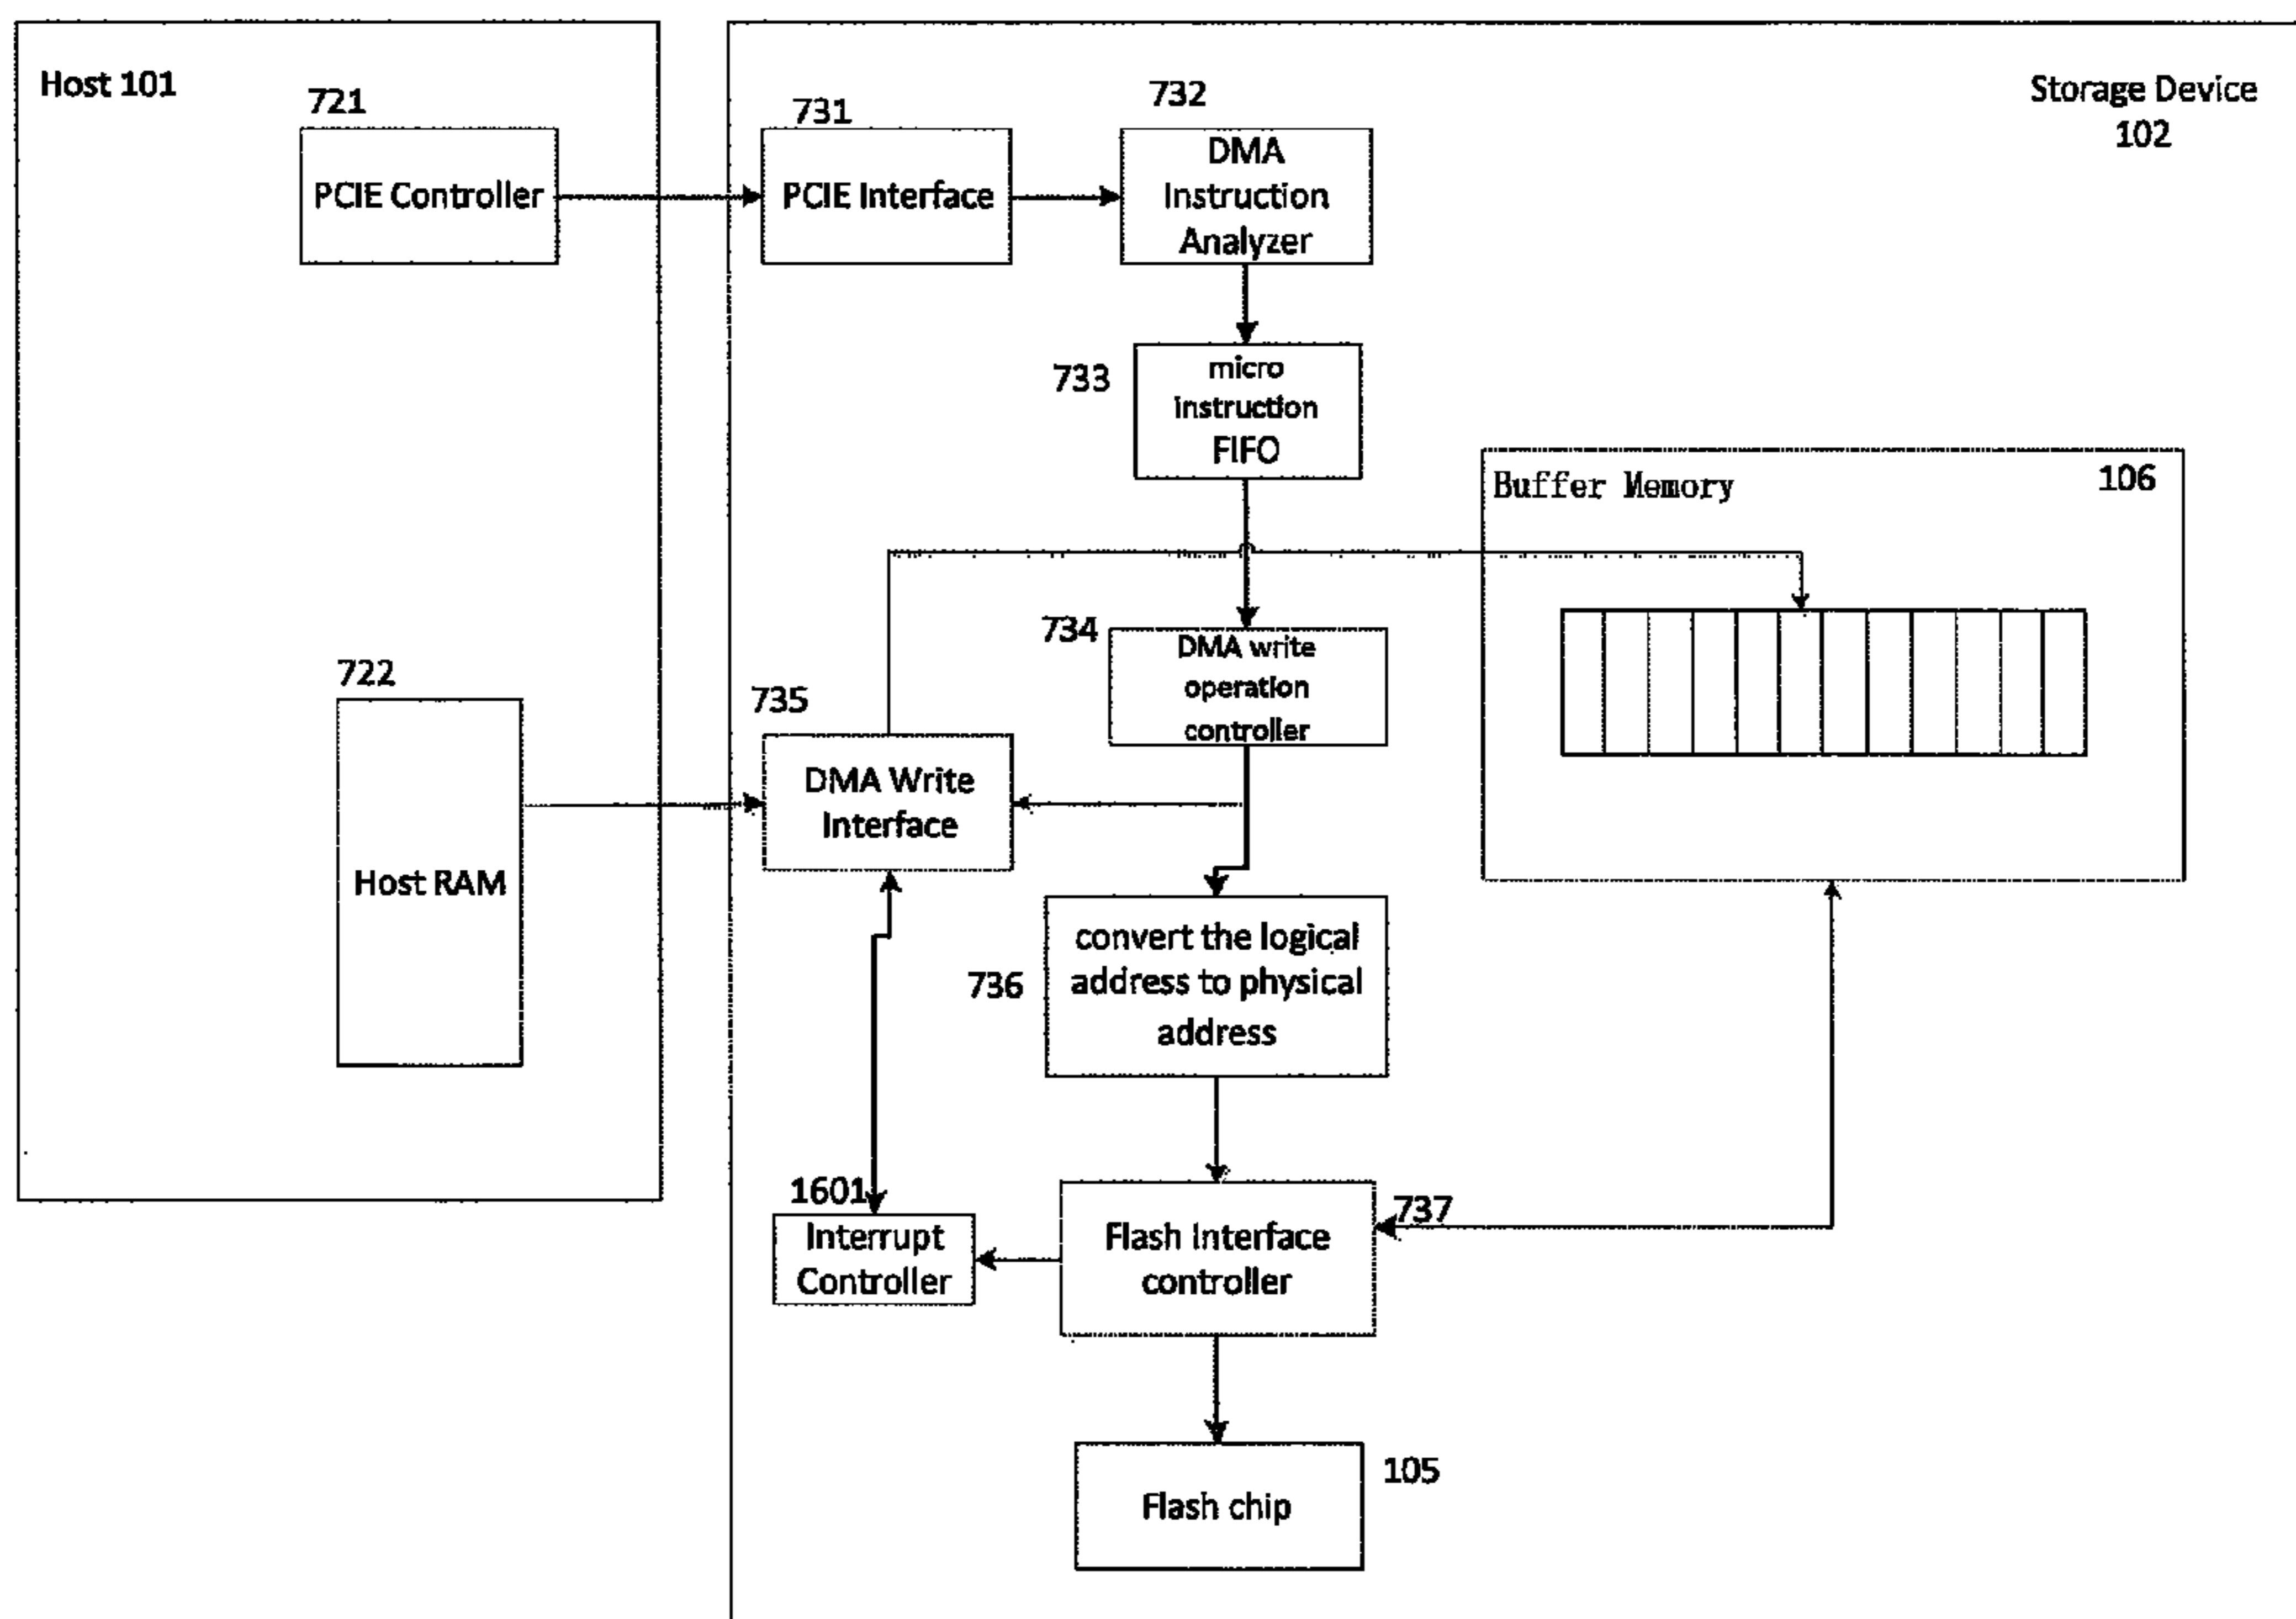 Host 101
721
PCIE Controller
722
Host RAM
Storage Device
102
731
PCIE Interface
732
DMA
Instruction
Analyzer
733
micro
instruction
FIFO
Buffer Memory
106
734
DMA write
operation
controller
735
DMA Write
Interface
736
convert the logical
address to physical
address
1601
Interrupt
Controller
737
Flash Interface
controller
105
Flash chip